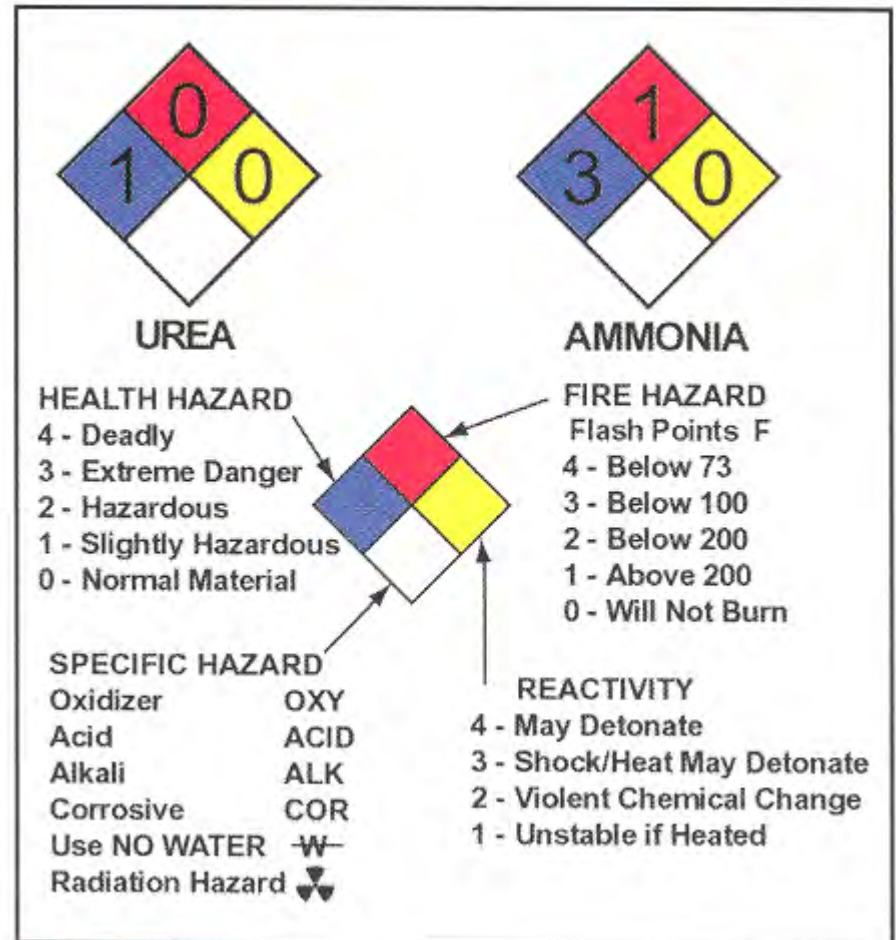 0
1 0
UREA
1
3 0
AMMONIA
HEALTH HAZARD
4 - Deadly
3 - Extreme Danger
2 - Hazardous
1 - Slightly Hazardous
0 - Normal Material
FIRE HAZARD
Flash Points F
4 - Below 73
3 - Below 100
2 - Below 200
1 - Above 200
0 - Will Not Burn
SPECIFIC HAZARD
Oxidizer OXY
Acid ACID
Alkali ALK
Corrosive COR
Use NO WATER W
Radiation Hazard
REACTIVITY
4 - May Detonate
3 - Shock/Heat May Detonate
2 - Violent Chemical Change
1 - Unstable if Heated